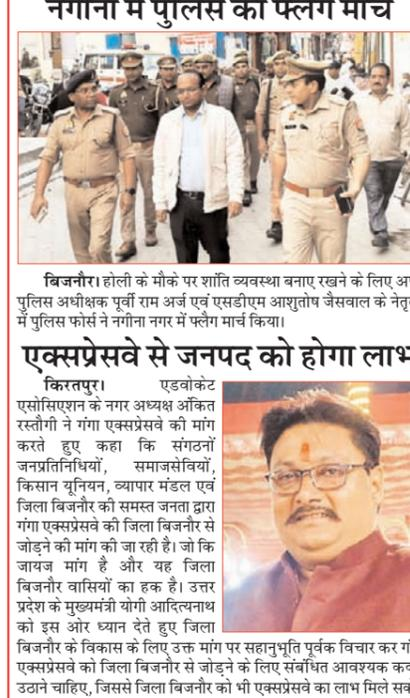 नगीना में पुलिस का फ्लैग मार्च
बिजनौर। होली के मौके पर शांति व्यवस्था बनाए रखने के लिए
पुलिस अधीक्षक पूर्वी राम अर्ज एवं एसडीएम आशुतोष जैसवाल के
में पुलिस फोर्स ने नगीना नगर में फ्लैग मार्च किया।
एक्सप्रेसवे से जनपद को होगा
किरतपुर। एडवोकेट
एसोसिएशन के नगर अध्यक्ष अंकित
रस्तौगी ने गंगा एक्सप्रेसवे की मांग
करते हुए कहा कि संगठनों
जनप्रतिनिधियों, समाजसेवियों,
किसान यूनियन, व्यापार मंडल एवं
जिला बिजनौर की समस्त जनता द्वारा
गंगा एक्सप्रेसवे की जिला बिजनौर से
जोड़ने की मांग की जा रही है। जो कि
जायज मांग है और यह जिला
बिजनौर वासियों का हक है। उत्तर
प्रदेश के मुख्यमंत्री योगी आदित्यनाथ
को इस ओर ध्यान देते हुए जिला
बिजनौर के विकास के लिए उक्त मांग पर सहानुभूति पूर्वक विचार कर
एक्सप्रेसवे को जिला बिजनौर से जोड़ने के लिए संबंधित आवश्यक
उठाने चाहिए, जिससे जिला बिजनौर को भी एक्सप्रेसवे का लाभ मिले